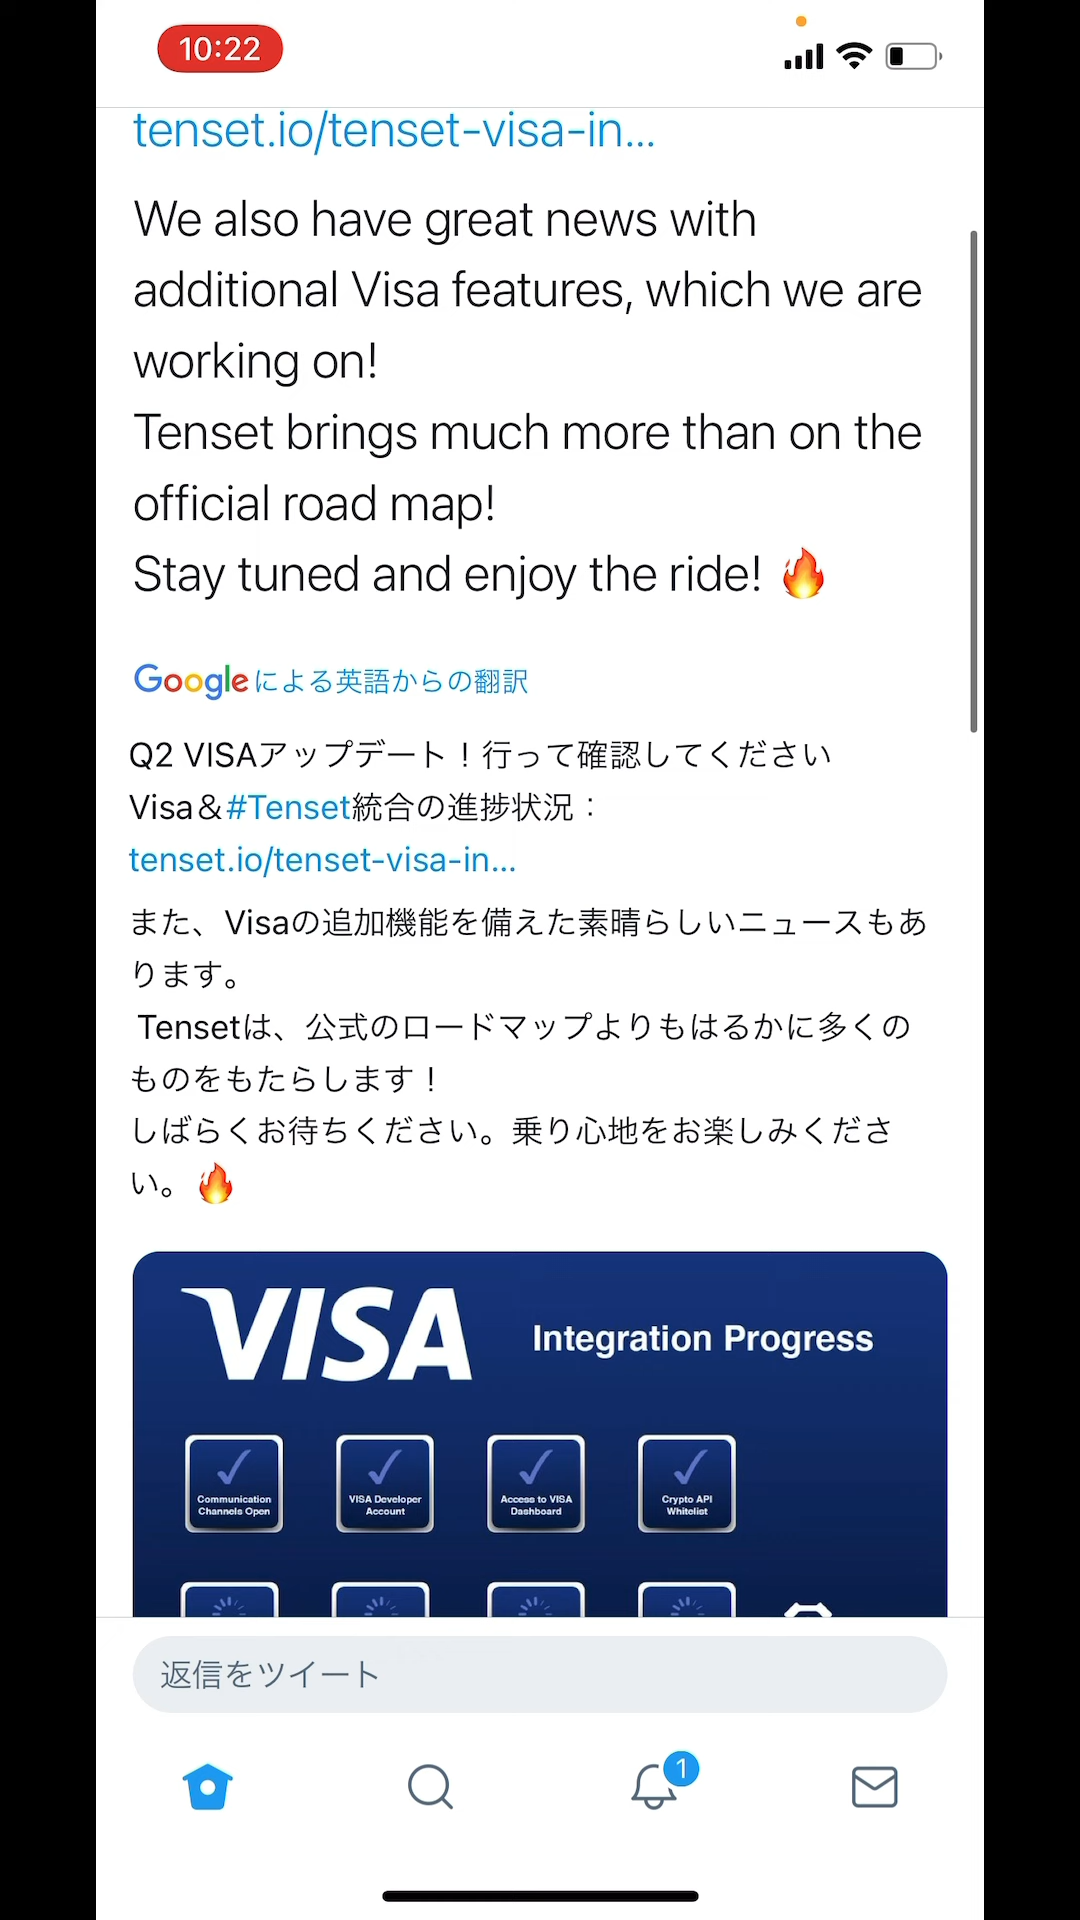 10:22
tenset.io/tenset-visa-in...
We also have great news with
additional Visa features, which we are
working on!
Tenset brings much more than on the
official road map!
Stay tuned and enjoy the ride! 🔥
Googleによる英語からの翻訳
Q2 VISAアップデート！行って確認してください
Visa＆#Tenset統合の進捗状況：
tenset.io/tenset-visa-in...
また、Visaの追加機能を備えた素晴らしいニュースもあ
ります。
Tensetは、公式のロードマップよりもはるかに多くの
ものをもたらします！
しばらくお待ちください。乗り心地をお楽しみくださ
い。🔥
VISA
Integration Progress
Communication
Channels Open
VISA Developer
Account
Access to VISA
Dashboard
Crypto API
Whitelist
返信をツイート
1